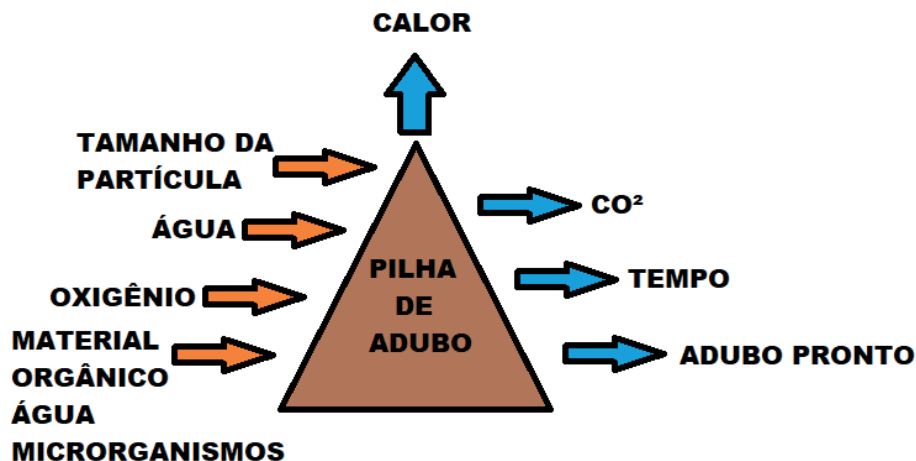 CALOR
TAMANHO DA
PARTÍCULA
ÁGUA
OXIGÊNIO
MATERIAL
ORGÂNICO
ÁGUA
MICRORGANISMOS
PILHA
DE
ADUBO
CO²
TEMPO
ADUBO PRONTO